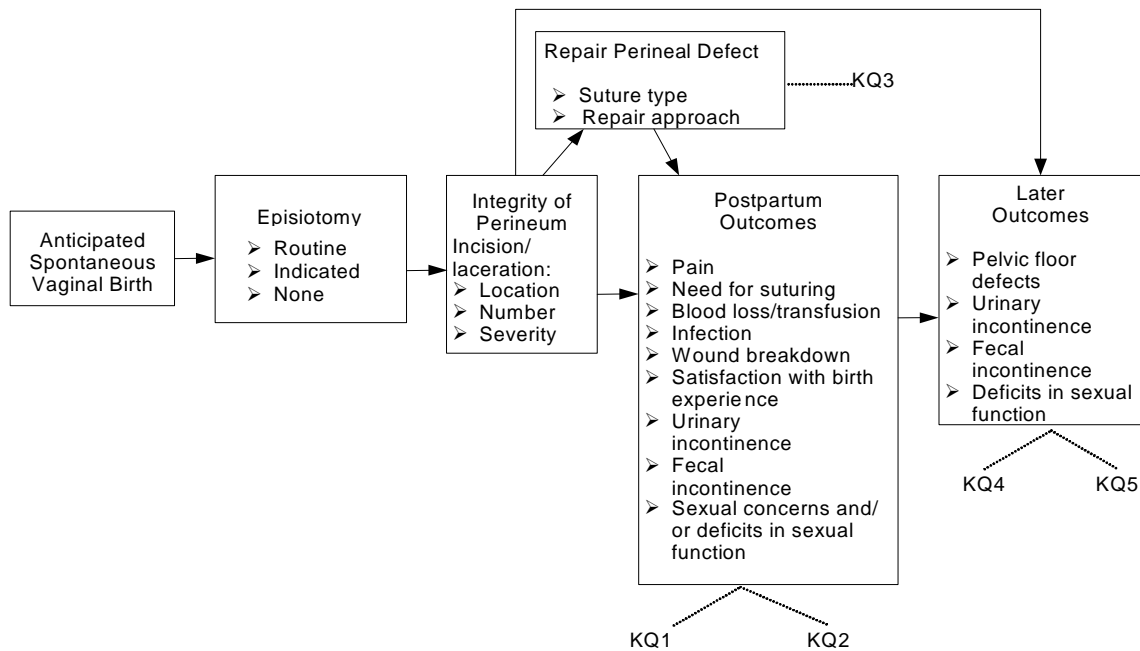 Anticipated
Spontaneous
Vaginal Birth
Episiotomy
➢ Routine
➢ Indicated
➢ None
Integrity of
Perineum
Incision/
laceration:
➢ Location
➢ Number
➢ Severity
Repair Perineal Defect
➢ Suture type
➢ Repair approach
KQ3
Postpartum
Outcomes
➢ Pain
➢ Need for suturing
➢ Blood loss/transfusion
➢ Infection
➢ Wound breakdown
➢ Satisfaction with birth
experience
➢ Urinary
incontinence
➢ Fecal
incontinence
➢ Sexual concerns and/
or deficits in sexual
function
KQ1
KQ2
Later
Outcomes
➢ Pelvic floor
defects
➢ Urinary
incontinence
➢ Fecal
incontinence
➢ Deficits in sexual
function
KQ4
KQ5